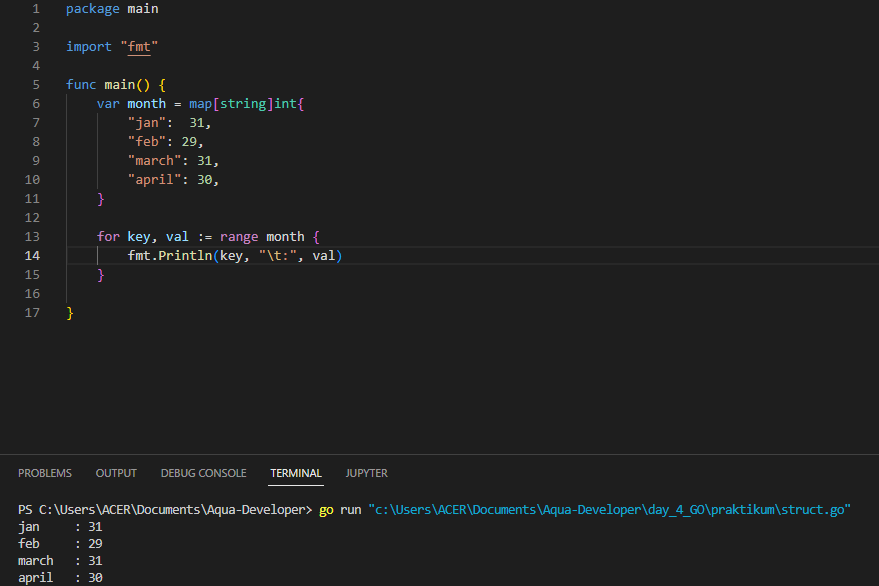 1 package main
2
3 import "fmt"
4
5 func main() {
6 var month = map[string]int{
7 "jan":  31,
8 "feb": 29,
9 "march": 31,
10 "april": 30,
11 }
12
13 for key, val := range month {
14 fmt.Println(key, "\t:", val)
15 }
16
17 }
PROBLEMS OUTPUT DEBUG CONSOLE TERMINAL JUPYTER
PS C:\Users\ACER\Documents\Aqua-Developer> go run "c:\Users\ACER\Documents\Aqua-Developer\day_4_GO\praktikum\struct.go"
jan : 31
feb : 29
march : 31
april : 30